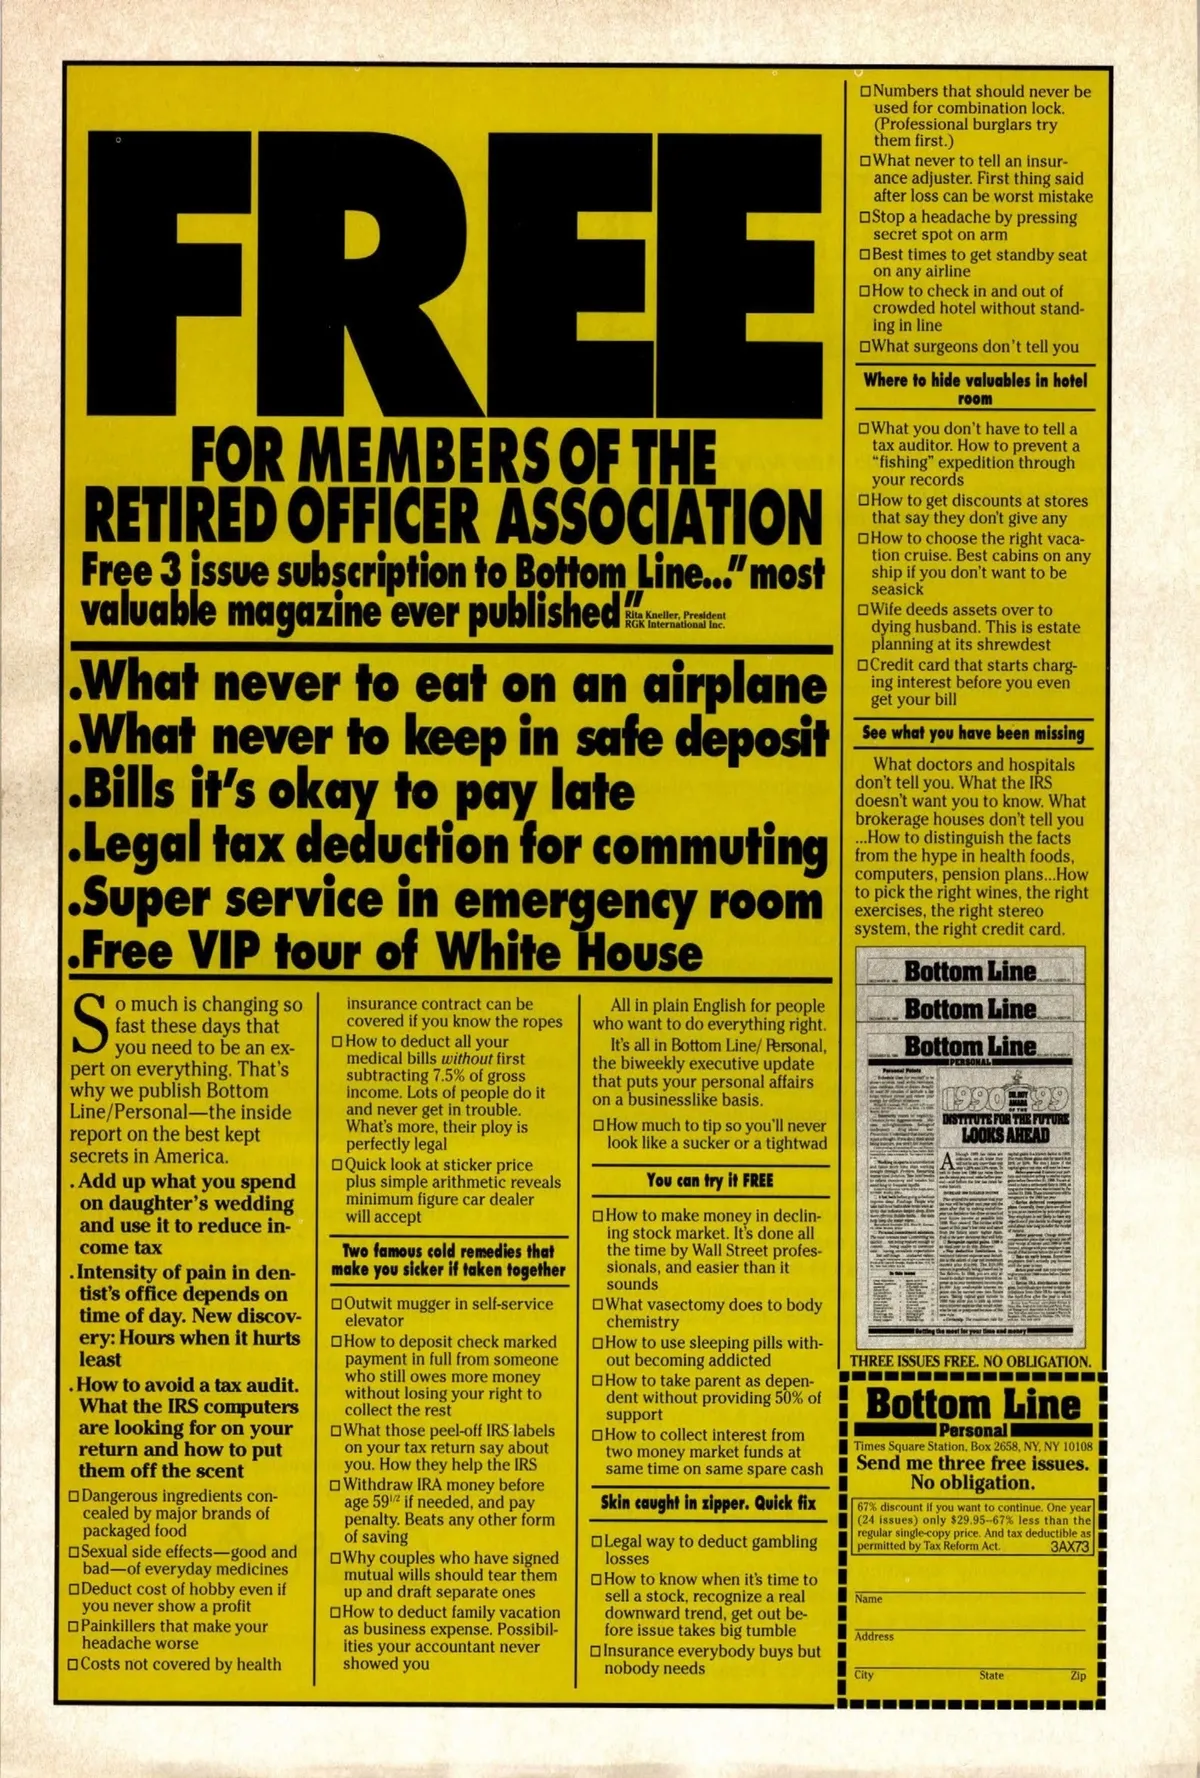 FREE
FOR MEMBERS OF THE
RETIRED OFFICER ASSOCIATION
Free 3 issue subscription to Bottom Line..."most
valuable magazine ever published"
Rita Kneller, President
RGK International Inc.
.What never to eat on an airplane
.What never to keep in safe deposit
.Bills it's okay to pay late
.Legal tax deduction for commuting
.Super service in emergency room
.Free VIP tour of White House
So much is changing so
fast these days that
you need to be an ex-
pert on everything. That's
why we publish Bottom
Line/Personal—the inside
report on the best kept
secrets in America.
. Add up what you spend
on daughter's wedding
and use it to reduce in-
come tax
. Intensity of pain in den-
tist's office depends on
time of day. New discov-
ery: Hours when it hurts
least
. How to avoid a tax audit.
What the IRS computers
are looking for on your
return and how to put
them off the scent
□ Dangerous ingredients con-
cealed by major brands of
packaged food
□ Sexual side effects—good and
bad—of everyday medicines
□ Deduct cost of hobby even if
you never show a profit
□ Painkillers that make your
headache worse
□ Costs not covered by health
insurance contract can be
covered if you know the ropes
□ How to deduct all your
medical bills without first
subtracting 7.5% of gross
income. Lots of people do it
and never get in trouble.
What's more, their ploy is
perfectly legal
□ Quick look at sticker price
plus simple arithmetic reveals
minimum figure car dealer
will accept
Two famous cold remedies that
make you sicker if taken together
□ Outwit mugger in self-service
elevator
□ How to deposit check marked
payment in full from someone
who still owes more money
without losing your right to
collect the rest
□ What those peel-off IRS labels
on your tax return say about
you. How they help the IRS
□ Withdraw IRA money before
age 59 1/2 if needed, and pay
penalty. Beats any other form
of saving
□ Why couples who have signed
mutual wills should tear them
up and draft separate ones
□ How to deduct family vacation
as business expense. Possibil-
ities your accountant never
showed you
All in plain English for people
who want to do everything right.
It's all in Bottom Line/ Personal,
the biweekly executive update
that puts your personal affairs
on a businesslike basis.
□ How much to tip so you'll never
look like a sucker or a tightwad
You can try it FREE
□ How to make money in declin-
ing stock market. It's done all
the time by Wall Street profes-
sionals, and easier than it
sounds
□ What vasectomy does to body
chemistry
□ How to use sleeping pills with-
out becoming addicted
□ How to take parent as depen-
dent without providing 50% of
support
□ How to collect interest from
two money market funds at
same time on same spare cash
Skin caught in zipper. Quick fix
□ Legal way to deduct gambling
losses
□ How to know when it's time to
sell a stock, recognize a real
downward trend, get out be-
fore issue takes big tumble
□ Insurance everybody buys but
nobody needs
□ Numbers that should never be
used for combination lock.
(Professional burglars try
them first.)
□ What never to tell an insur-
ance adjuster. First thing said
after loss can be worst mistake
□ Stop a headache by pressing
secret spot on arm
□ Best times to get standby seat
on any airline
□ How to check in and out of
crowded hotel without stand-
ing in line
□ What surgeons don't tell you
Where to hide valuables in hotel
room
□ What you don't have to tell a
tax auditor. How to prevent a
"fishing" expedition through
your records
□ How to get discounts at stores
that say they don't give any
□ How to choose the right vaca-
tion cruise. Best cabins on any
ship if you don't want to be
seasick
□ Wife deeds assets over to
dying husband. This is estate
planning at its shrewdest
□ Credit card that starts charg-
ing interest before you even
get your bill
See what you have been missing
What doctors and hospitals
don't tell you. What the IRS
doesn't want you to know. What
brokerage houses don't tell you
...How to distinguish the facts
from the hype in health foods,
computers, pension plans...How
to pick the right wines, the right
exercises, the right stereo
system, the right credit card.
Bottom Line
Bottom Line
Bottom Line
PERSONAL
Personal Points
1990 '99
INSTITUTE FOR THE FUTURE
LOOKS AHEAD
Getting the most for your time and money
THREE ISSUES FREE. NO OBLIGATION.
Bottom Line
Personal
Times Square Station, Box 2658, NY, NY 10108
Send me three free issues.
No obligation.
67% discount if you want to continue. One year
(24 issues) only $29.95--67% less than the
regular single-copy price. And tax deductible as
permitted by Tax Reform Act. 3AX73
Name
Address
City State Zip